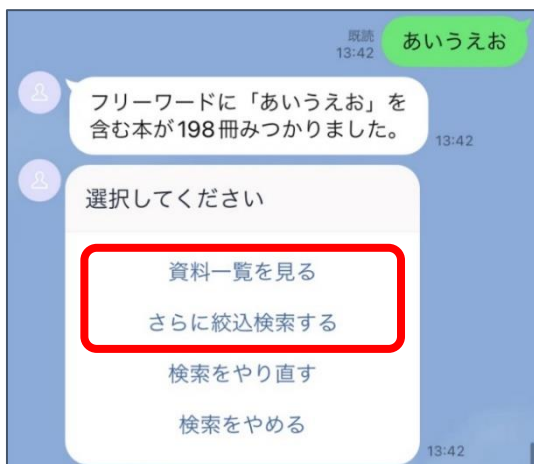 既読
13:42
あいうえお
フリーワードに「あいうえお」を
含む本が198冊みつかりました。
13:42
選択してください
資料一覧を見る
さらに絞込検索する
検索をやり直す
検索をやめる
13:42